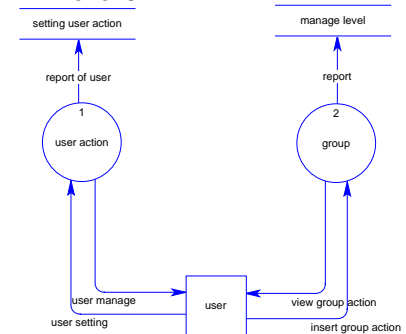 setting user action
manage level
report of user
report
1
2
user action
group
user manage
user
view group action
user setting
insert group action